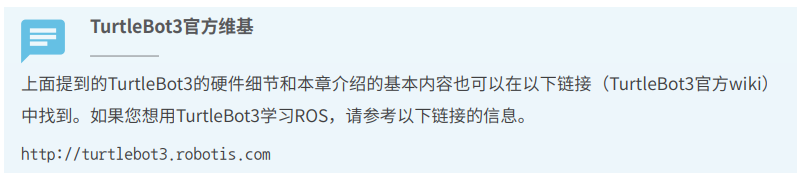 TurtleBot3官方维基
上面提到的TurtleBot3的硬件细节和本章介绍的基本内容也可以在以下链接（TurtleBot3官方wiki）
中找到。如果您想用TurtleBot3学习ROS，请参考以下链接的信息。
http://turtlebot3.robotis.com